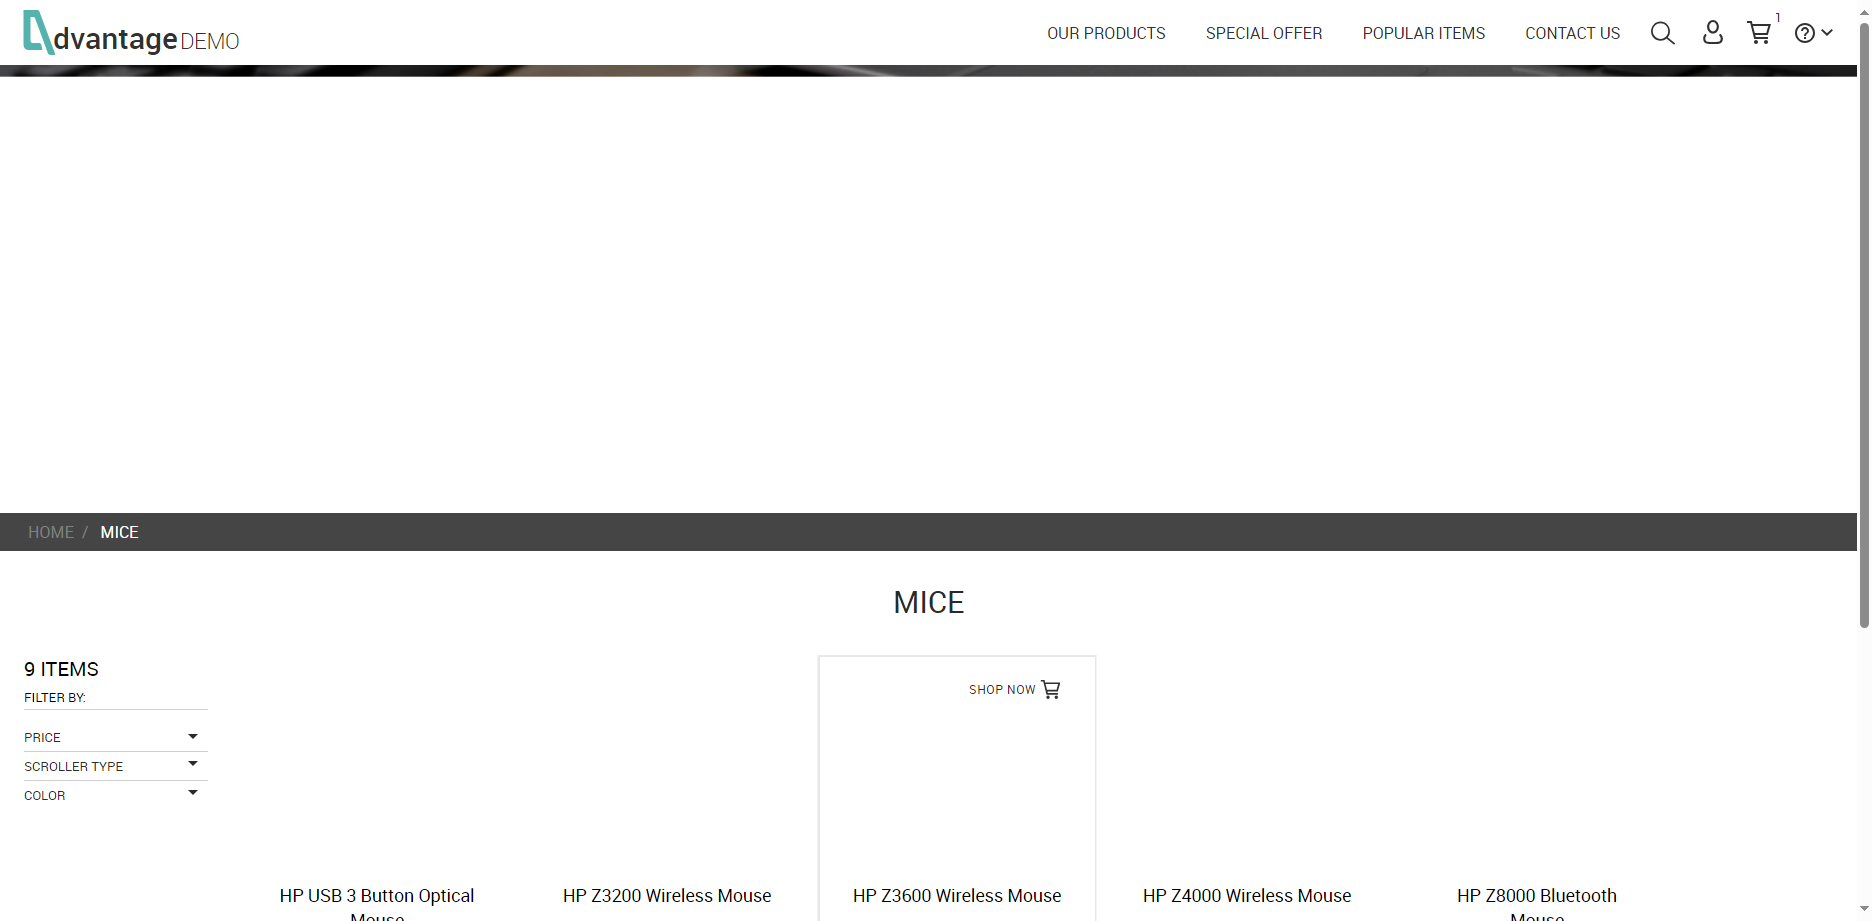 dvantage DEMO
OUR PRODUCTS SPECIAL OFFER POPULAR ITEMS CONTACT US 1
HOME / MICE
MICE
9 ITEMS
FILTER BY:
PRICE
SCROLLER TYPE
COLOR
SHOP NOW
HP USB 3 Button Optical Mouse
HP Z3200 Wireless Mouse
HP Z3600 Wireless Mouse
HP Z4000 Wireless Mouse
HP Z8000 Bluetooth Mouse